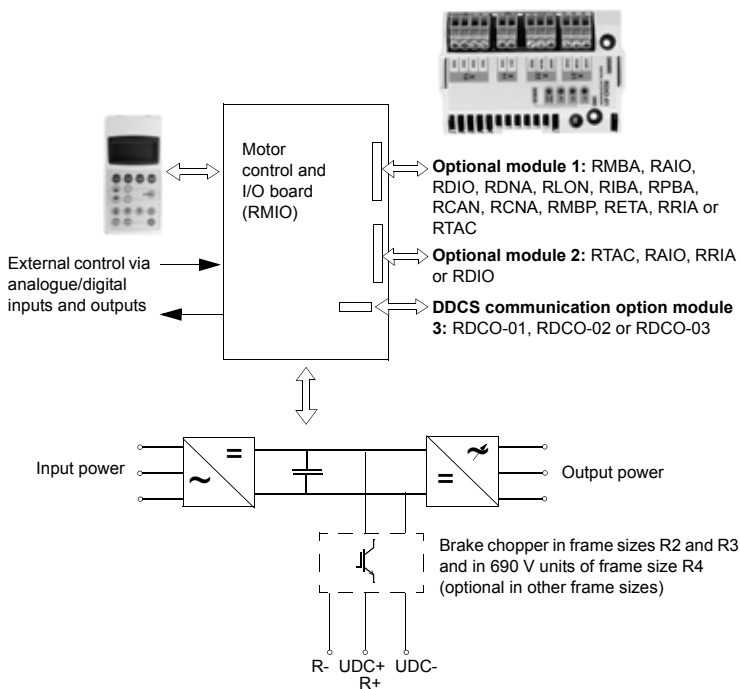 Motor
control and
I/O board
(RMIO)
Optional module 1: RMBA, RAIO,
RDIO, RDNA, RLON, RIBA, RPBA,
RCAN, RCNA, RMBP, RETA, RRIA or
RTAC
Optional module 2: RTAC, RAIO, RRIA
or RDIO
DDCS communication option module
3: RDCO-01, RDCO-02 or RDCO-03
External control via
analogue/digital
inputs and outputs
Input power
=
~
~
=
Output power
Brake chopper in frame sizes R2 and R3
and in 690 V units of frame size R4
(optional in other frame sizes)
R- UDC+ UDC-
R+